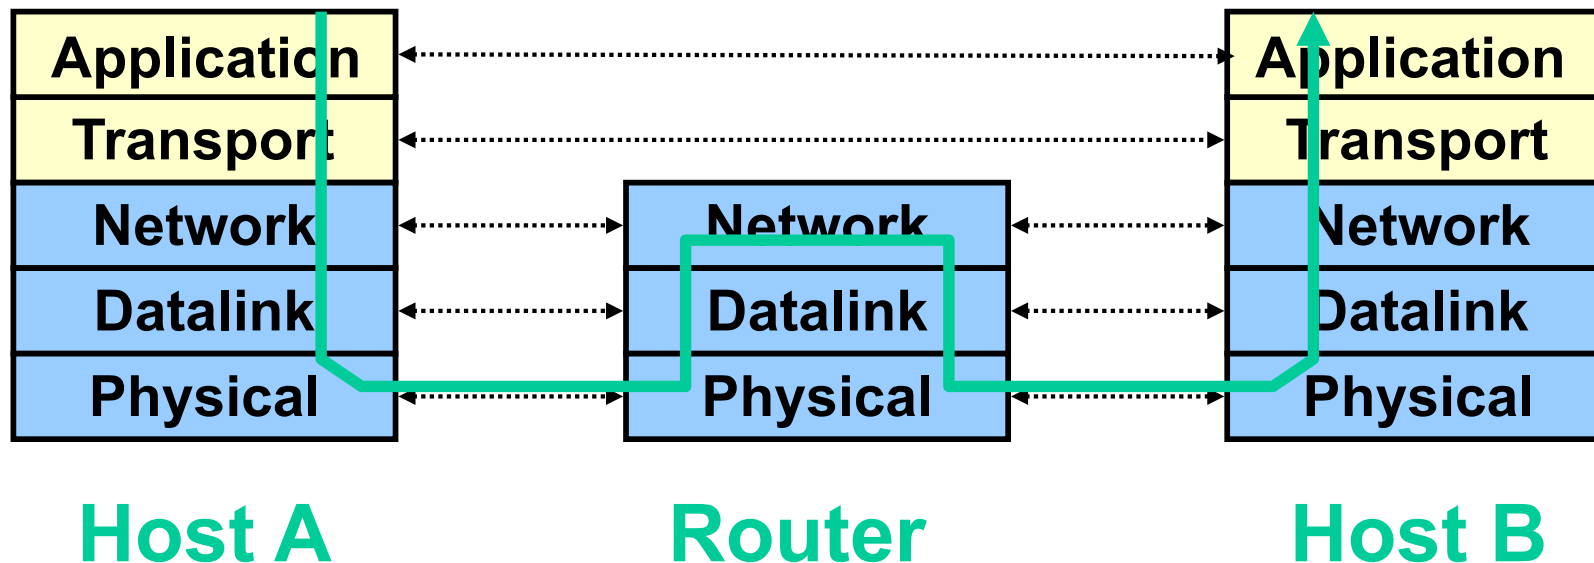 Application
Transport
Network
Datalink
Physical
Host A
Network
Datalink
Physical
Router
Application
Transport
Network
Datalink
Physical
Host B